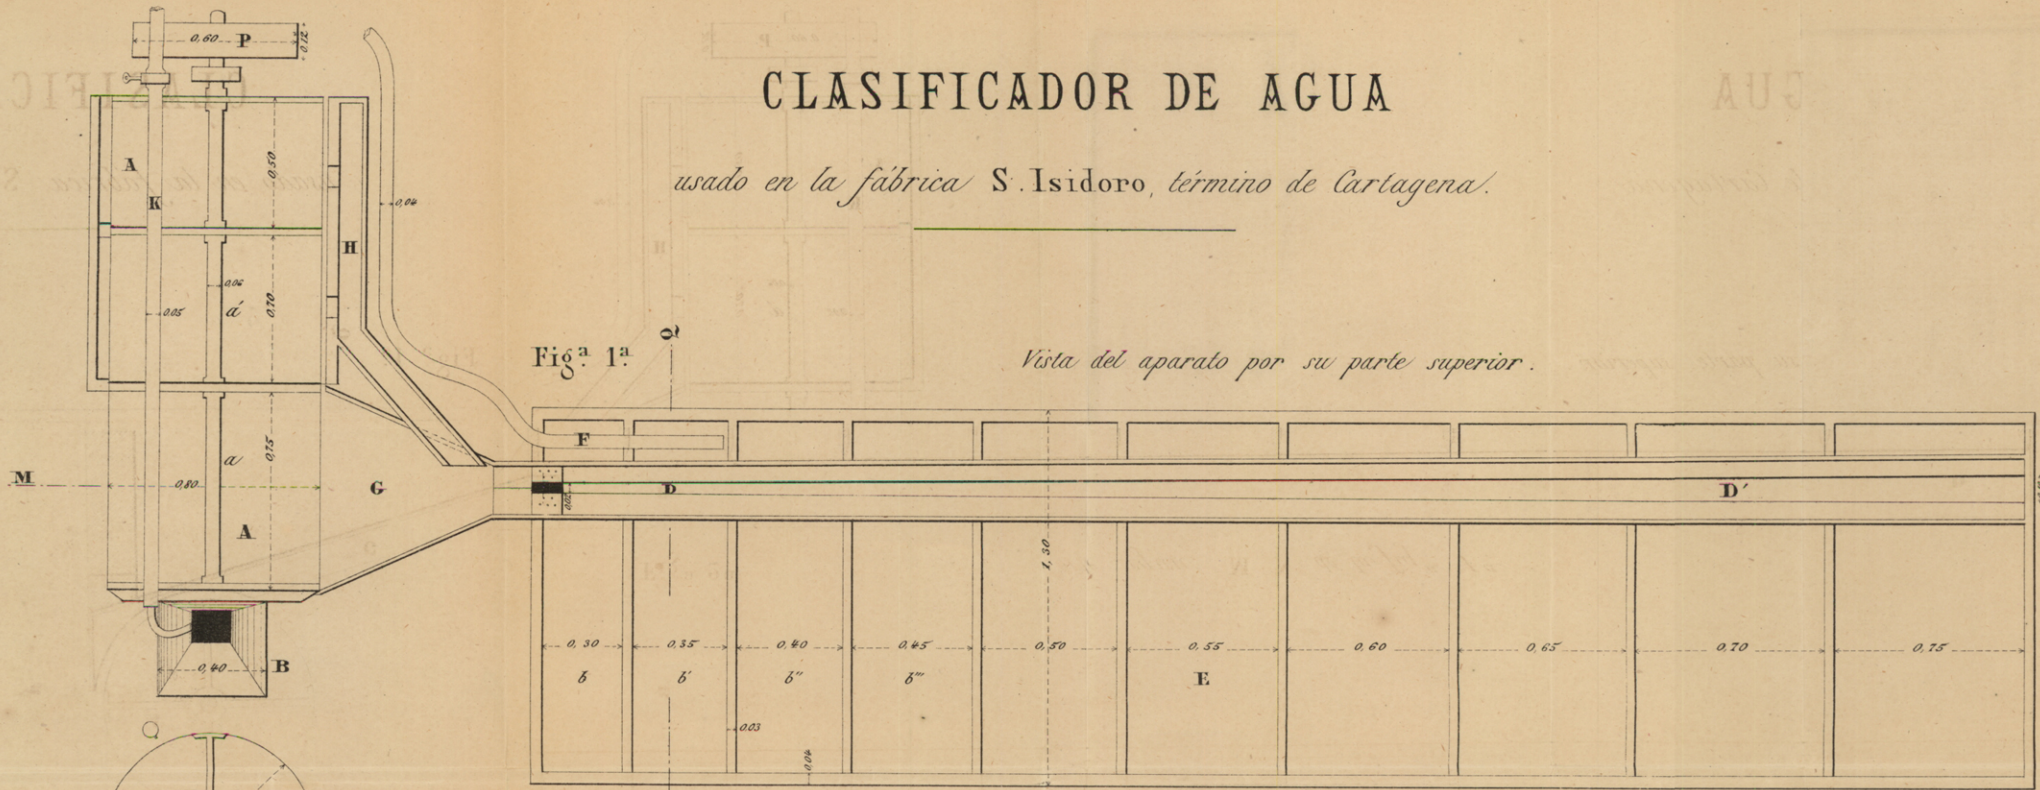 CLASIFICADOR DE AGUA
usado en la fábrica S. Isidoro, término de Cartagena.
Fig.ª 1.ª
Vista del aparato por su parte superior.
0,60 P 0,12
A
K
0,50
0,04
H
0,05
0,06
a'
0,70
Q
M
0,80
a
0,75
A
G
F
D
D'
1,30
0,30
0,35
0,40
0,45
0,50
0,55
0,60
0,65
0,70
0,75
b
b'
b''
b'''
E
0,03
0,04
0,40
B